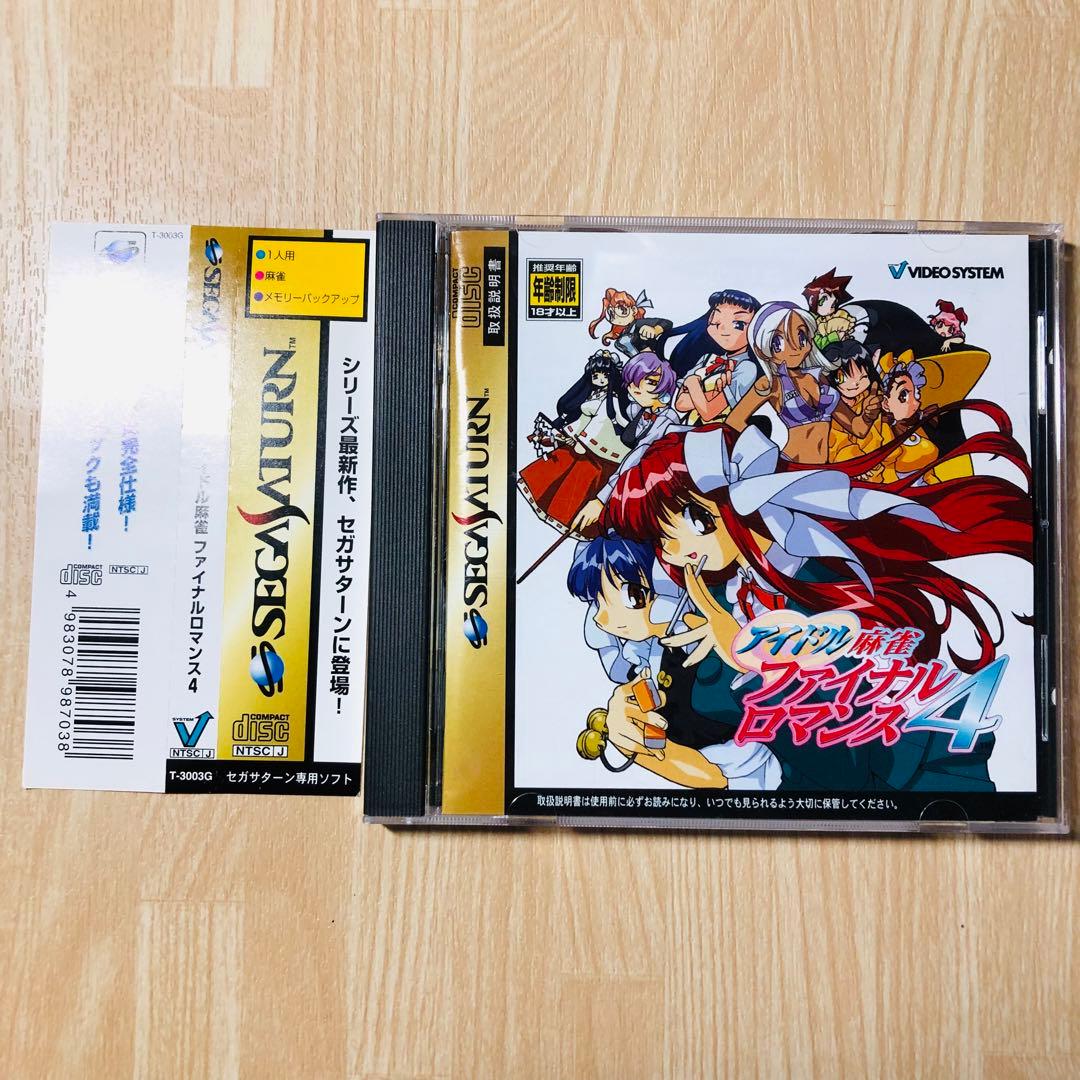 T-3003G
完全仕様！
ックも満載！
COMPACT
disc
NTSC J
4 983078 987038
SEGA SATURN™
ドル麻雀 ファイナルロマンス4
SYSTEM
NTSC J
T-3003G セガサターン専用ソフト
●1人用
●麻雀
●メモリーバックアップ
SEGA SATURN™
COMPACT
disc
NTSC J
シリーズ最新作、セガサターンに登場！
COMPACT
disc
取扱説明書
SEGA SATURN™
推奨年齢
年齢制限
18才以上
VIDEO SYSTEM
アイドル麻雀
ファイナル
ロマンス4
取扱説明書は使用前に必ずお読みになり、いつでも見られるよう大切に保管してください。